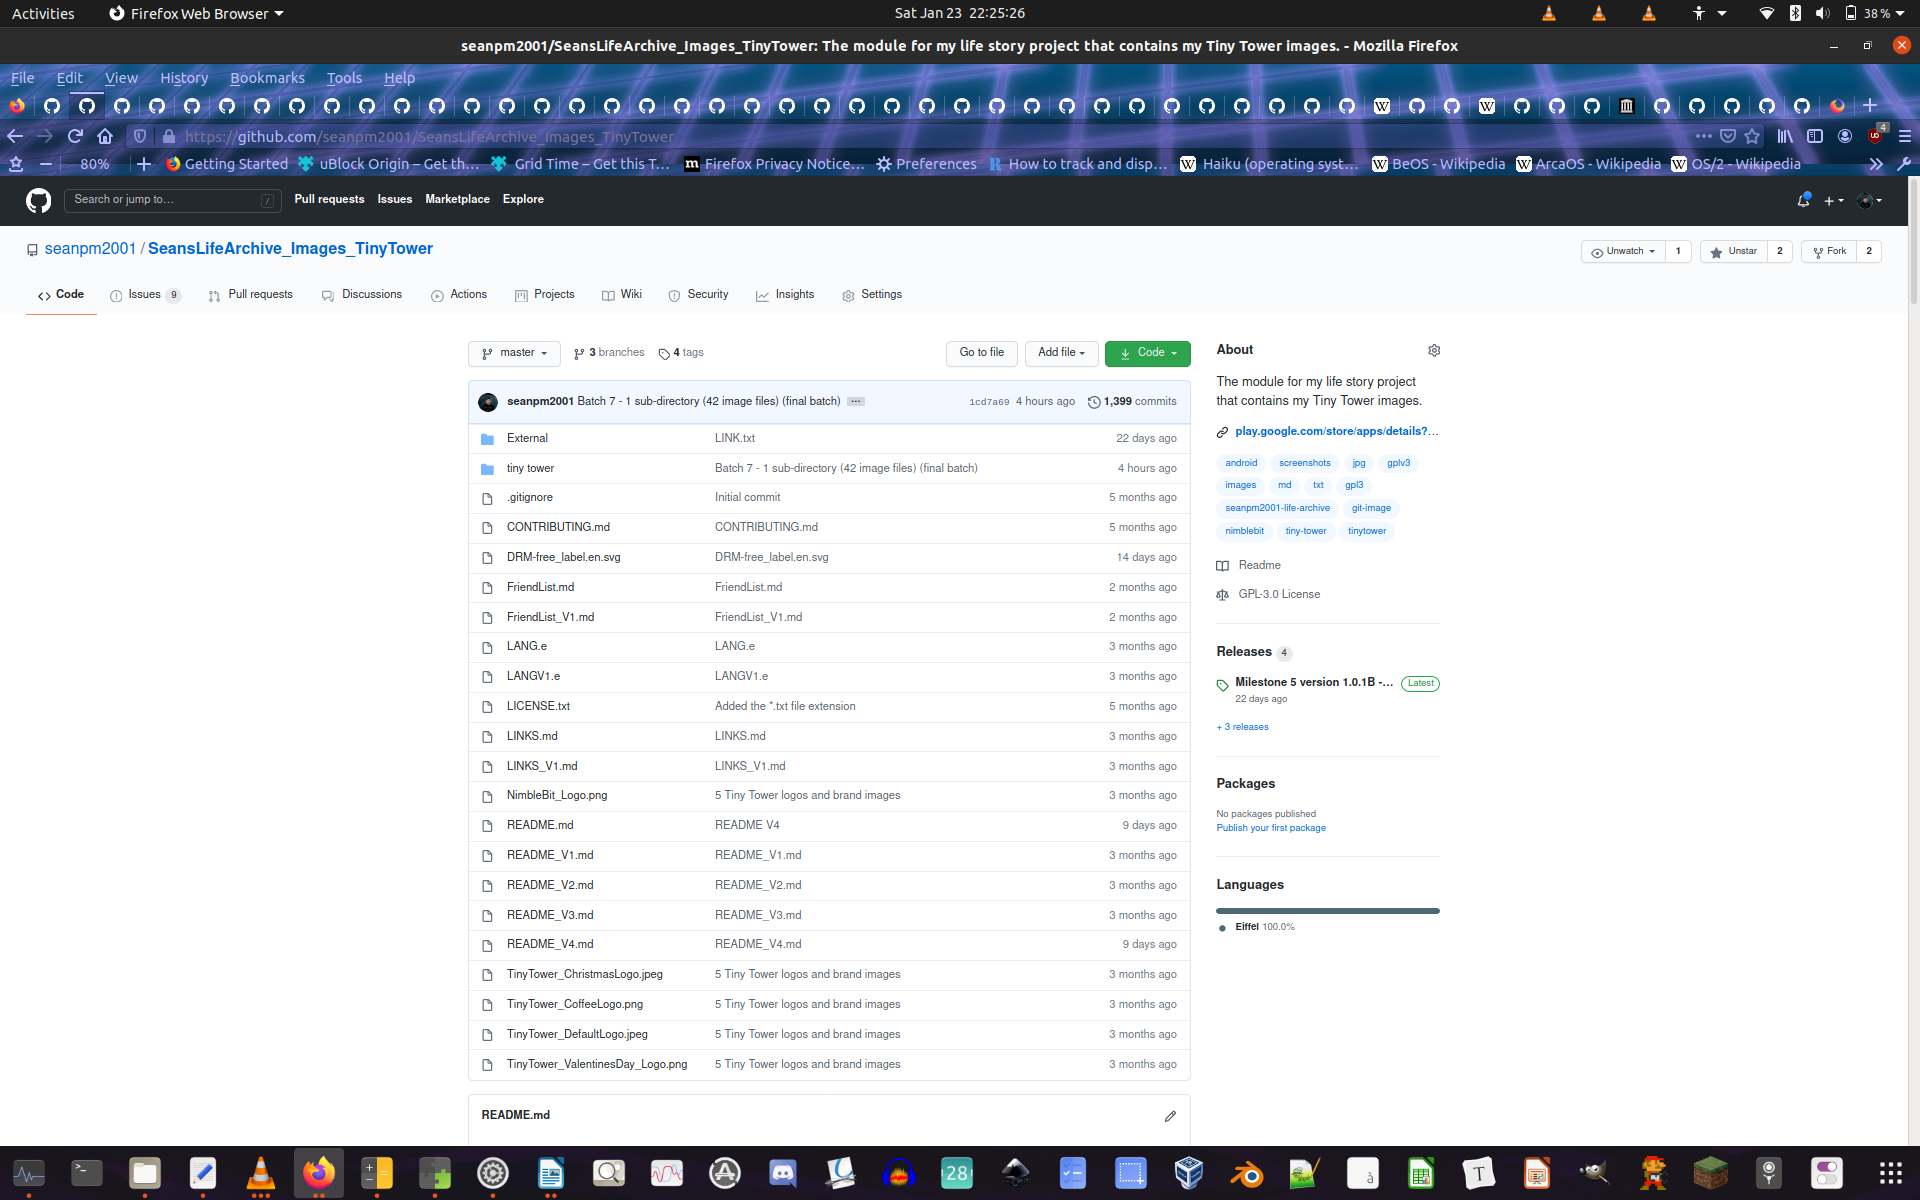 Activities Firefox Web Browser Sat Jan 23 22:25:26 38 %
seanpm2001/SeansLifeArchive_Images_TinyTower: The module for my life story project that contains my Tiny Tower images. - Mozilla Firefox
File Edit View History Bookmarks Tools Help
https://github.com/seanpm2001/SeansLifeArchive_Images_TinyTower 4
80% Getting Started uBlock Origin – Get th… Grid Time – Get this T… Firefox Privacy Notice… Preferences How to track and disp… Haiku (operating syst… BeOS - Wikipedia ArcaOS - Wikipedia OS/2 - Wikipedia
Search or jump to… / Pull requests Issues Marketplace Explore
seanpm2001 / SeansLifeArchive_Images_TinyTower Unwatch 1 Unstar 2 Fork 2
Code Issues 9 Pull requests Discussions Actions Projects Wiki Security Insights Settings
master 3 branches 4 tags Go to file Add file Code
seanpm2001 Batch 7 - 1 sub-directory (42 image files) (final batch) ... 1cd7a69 4 hours ago 1,399 commits
External LINK.txt 22 days ago
tiny tower Batch 7 - 1 sub-directory (42 image files) (final batch) 4 hours ago
.gitignore Initial commit 5 months ago
CONTRIBUTING.md CONTRIBUTING.md 5 months ago
DRM-free_label.en.svg DRM-free_label.en.svg 14 days ago
FriendList.md FriendList.md 2 months ago
FriendList_V1.md FriendList_V1.md 2 months ago
LANG.e LANG.e 3 months ago
LANGV1.e LANGV1.e 3 months ago
LICENSE.txt Added the *.txt file extension 5 months ago
LINKS.md LINKS.md 3 months ago
LINKS_V1.md LINKS_V1.md 3 months ago
NimbleBit_Logo.png 5 Tiny Tower logos and brand images 3 months ago
README.md README V4 9 days ago
README_V1.md README_V1.md 3 months ago
README_V2.md README_V2.md 3 months ago
README_V3.md README_V3.md 3 months ago
README_V4.md README_V4.md 9 days ago
TinyTower_ChristmasLogo.jpeg 5 Tiny Tower logos and brand images 3 months ago
TinyTower_CoffeeLogo.png 5 Tiny Tower logos and brand images 3 months ago
TinyTower_DefaultLogo.jpeg 5 Tiny Tower logos and brand images 3 months ago
TinyTower_ValentinesDay_Logo.png 5 Tiny Tower logos and brand images 3 months ago
README.md
About
The module for my life story project
that contains my Tiny Tower images.
play.google.com/store/apps/details?…
android screenshots jpg gplv3
images md txt gpl3
seanpm2001-life-archive git-image
nimblebit tiny-tower tinytower
Readme
GPL-3.0 License
Releases 4
Milestone 5 version 1.0.1B -… Latest
22 days ago
+ 3 releases
Packages
No packages published
Publish your first package
Languages
Eiffel 100.0%
28